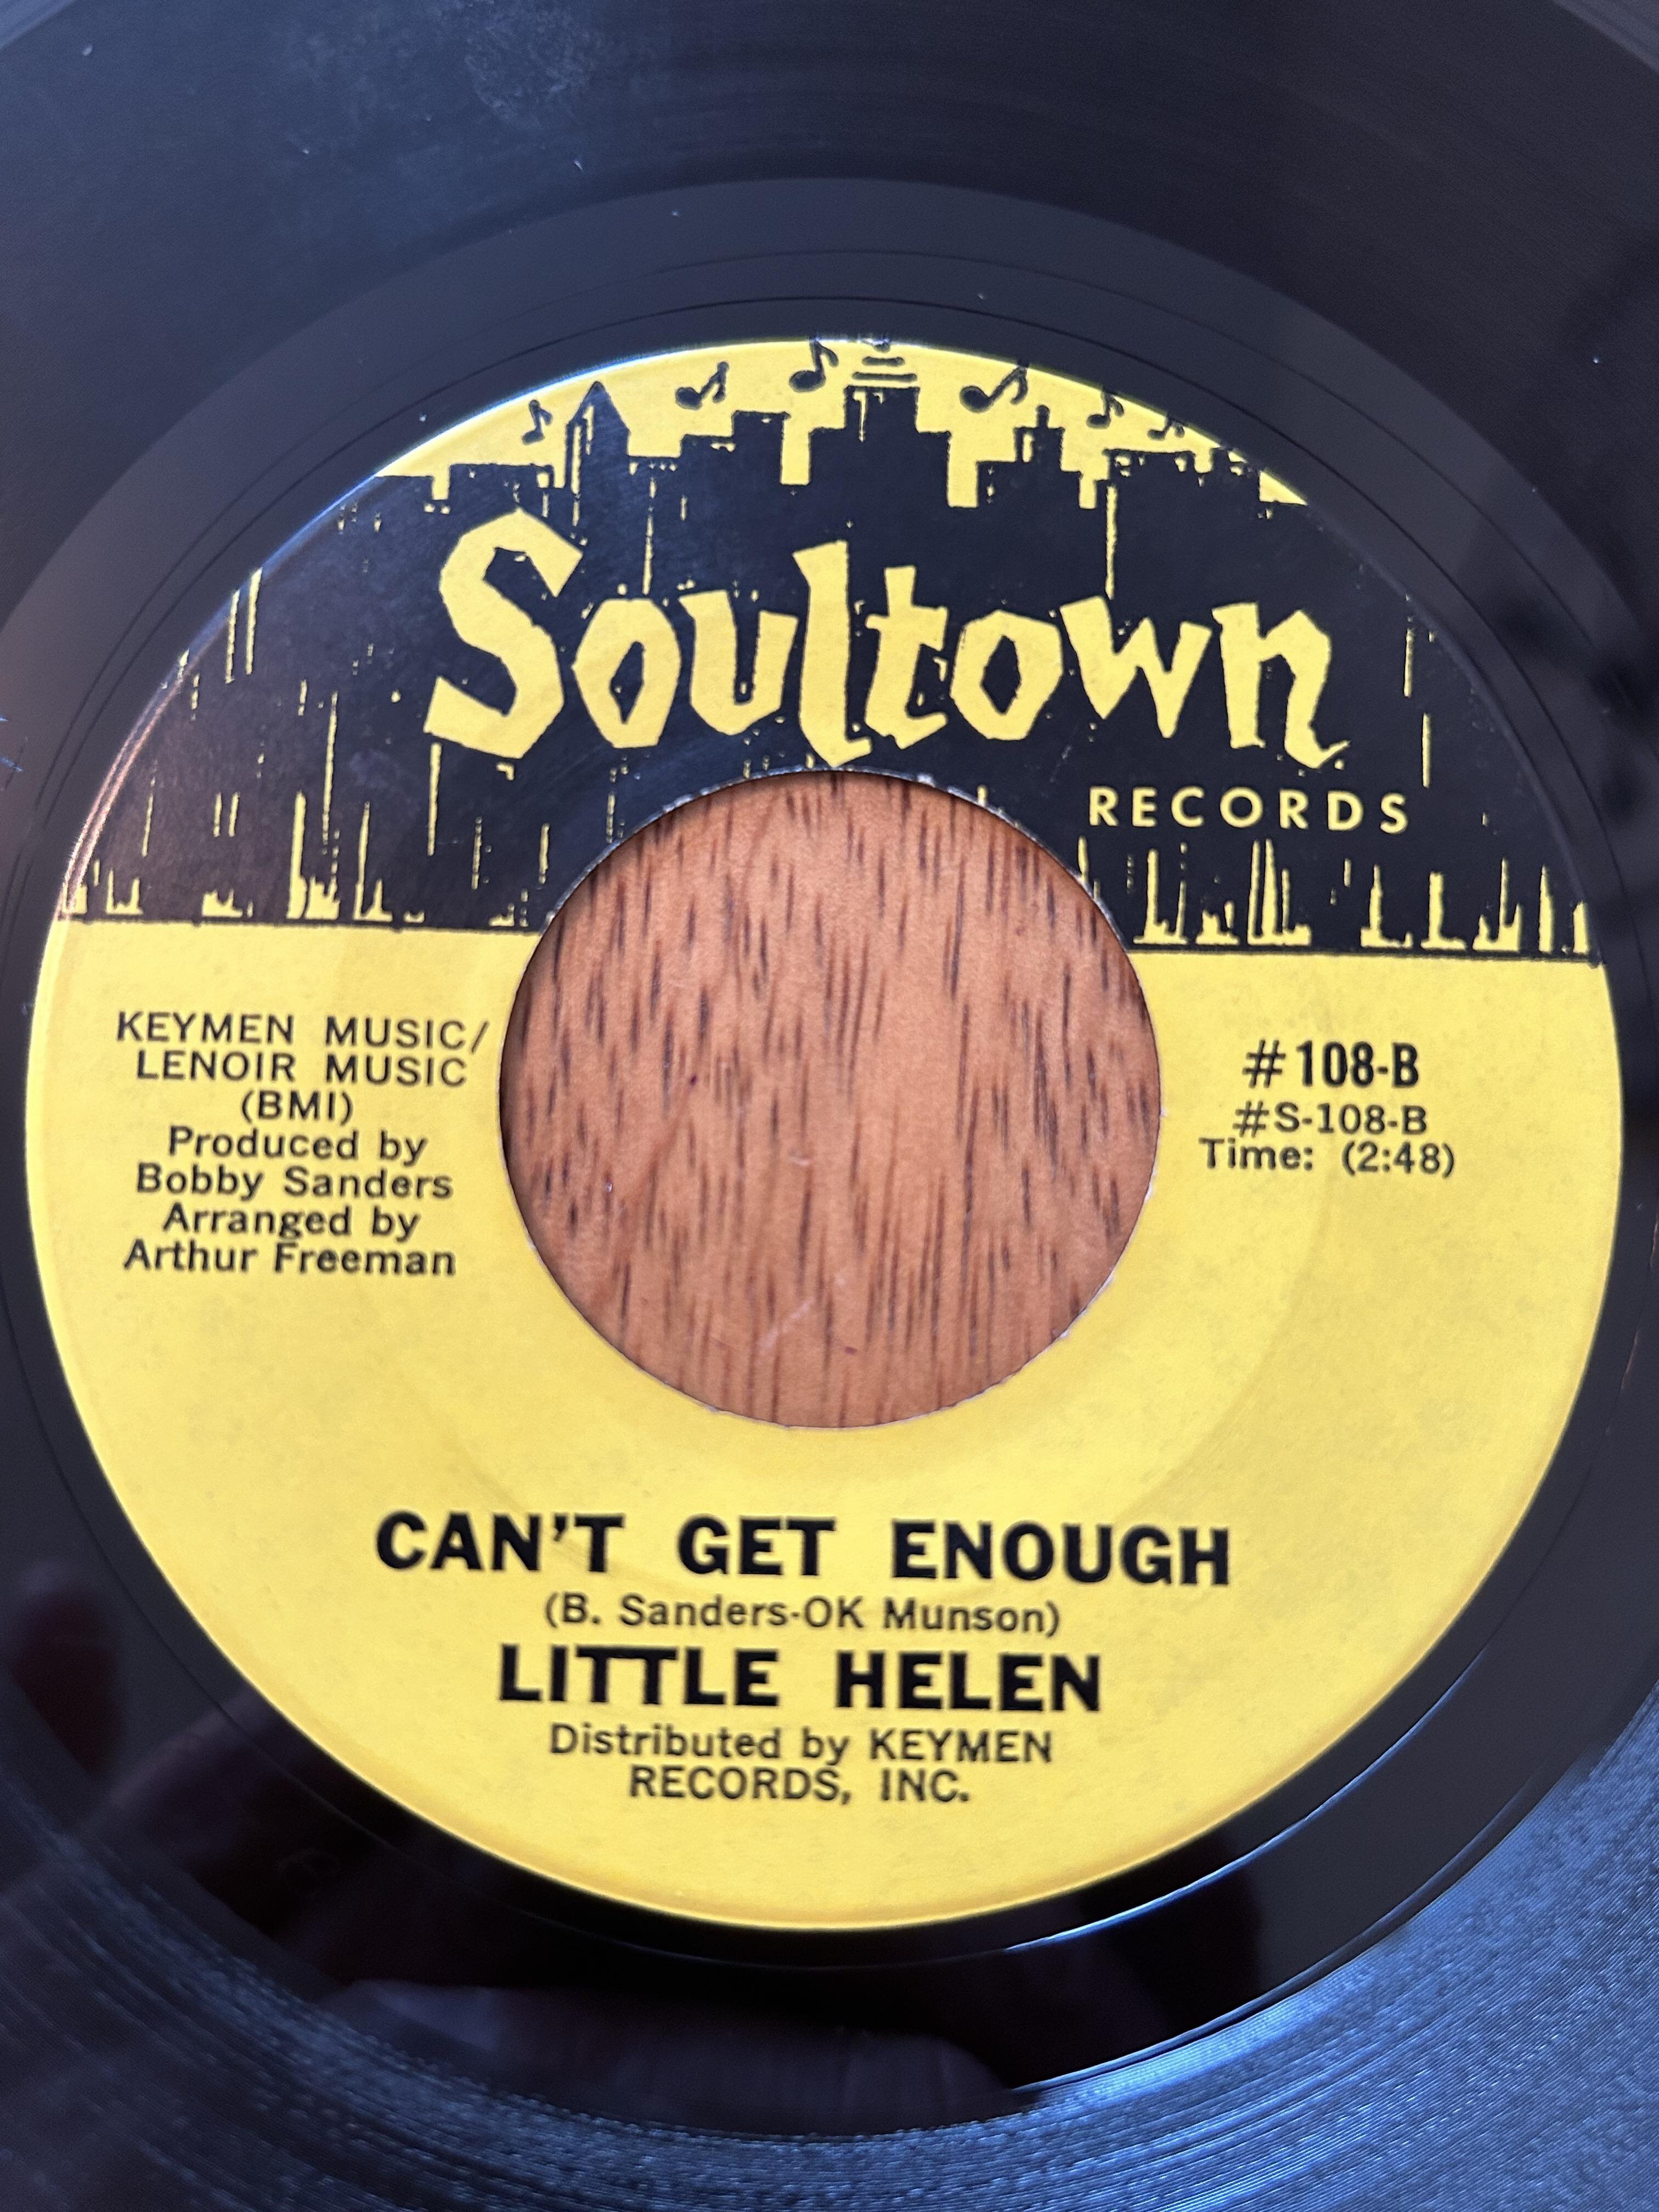 Soultown
RECORDS
KEYMEN MUSIC/
LENOIR MUSIC
(BMI)
Produced by
Bobby Sanders
Arranged by
Arthur Freeman
#108-B
#S-108-B
Time: (2:48)
CAN'T GET ENOUGH
(B. Sanders-OK Munson)
LITTLE HELEN
Distributed by KEYMEN
RECORDS, INC.